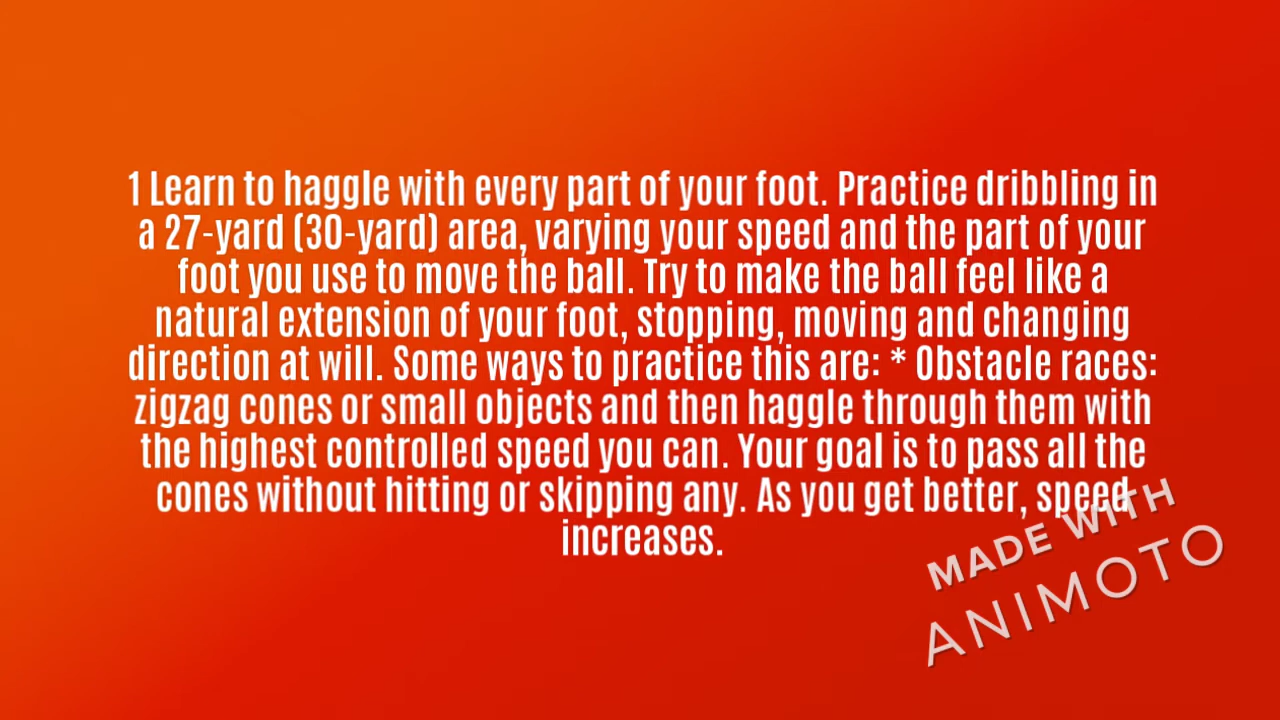 1 Learn to haggle with every part of your foot. Practice dribbling in
a 27-yard (30-yard) area, varying your speed and the part of your
foot you use to move the ball. Try to make the ball feel like a
natural extension of your foot, stopping, moving and changing
direction at will. Some ways to practice this are: * Obstacle races:
zigzag cones or small objects and then haggle through them with
the highest controlled speed you can. Your goal is to pass all the
cones without hitting or skipping any. As you get better, speed
increases.
MADE WITH
ANIMOTO